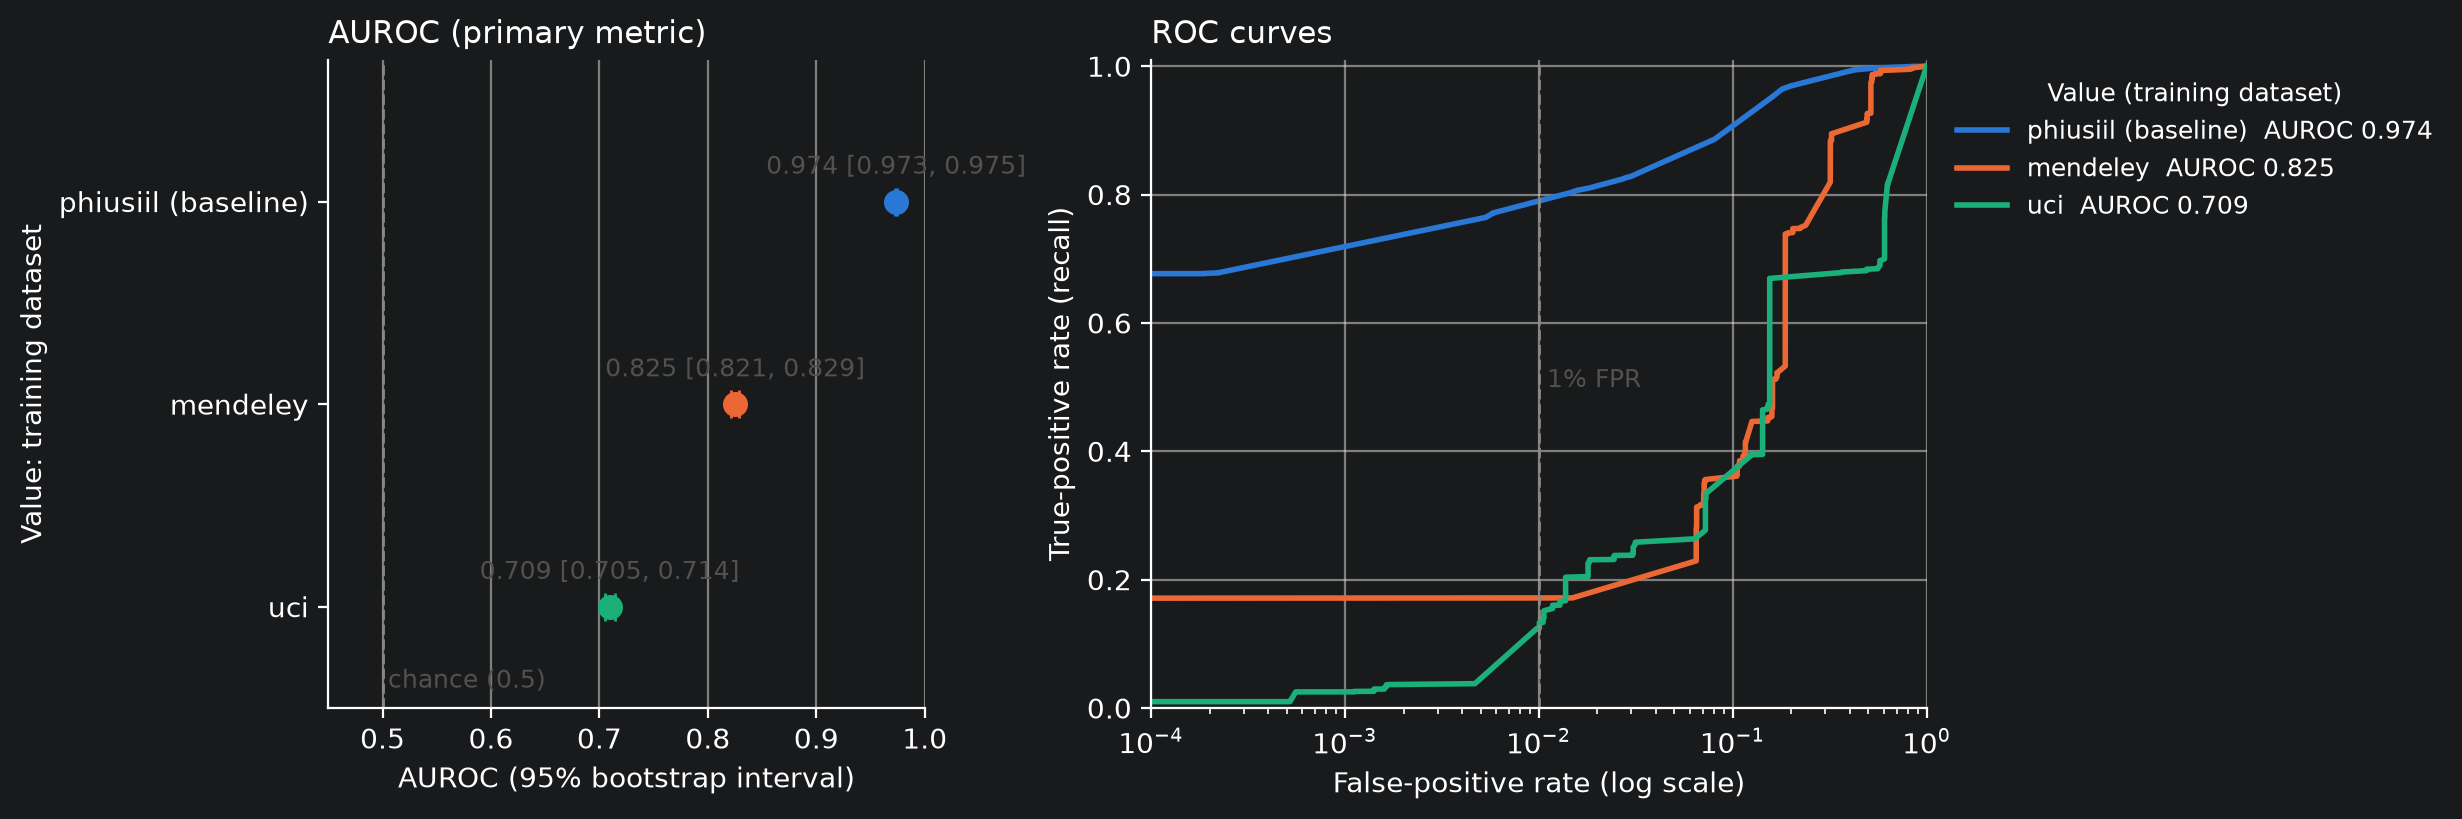 AUROC (primary metric)
Value: training dataset
phiusiil (baseline)
mendeley
uci
0.974 [0.973, 0.975]
0.825 [0.821, 0.829]
0.709 [0.705, 0.714]
chance (0.5)
0.5 0.6 0.7 0.8 0.9 1.0
AUROC (95% bootstrap interval)
ROC curves
True-positive rate (recall)
1.0
0.8
0.6
0.4
0.2
0.0
1% FPR
10⁻⁴ 10⁻³ 10⁻² 10⁻¹ 10⁰
False-positive rate (log scale)
Value (training dataset)
phiusiil (baseline) AUROC 0.974
mendeley AUROC 0.825
uci AUROC 0.709